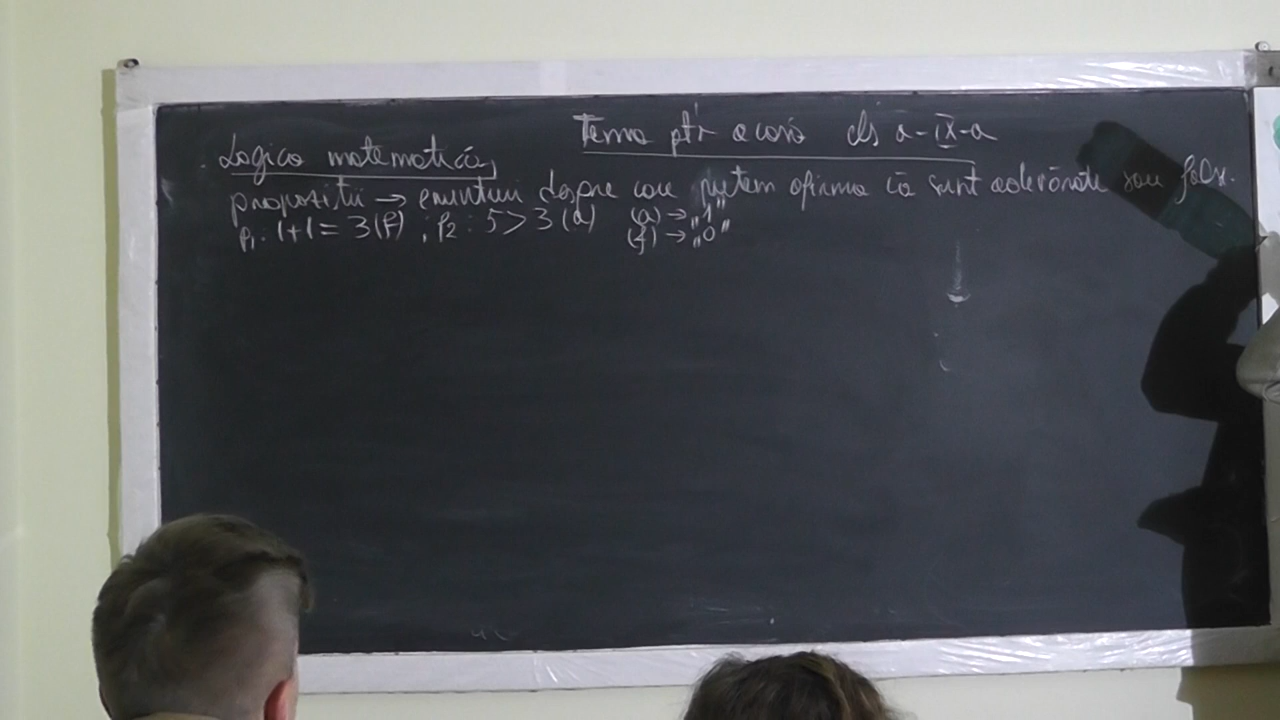 Tema ptr acasă cls a-IX-a
Logica matematică
propoziții → enunțuri despre care putem afirma că sunt adevărate sau false.
p₁: 1+1=3(f) ; p₂: 5>3(a) (a)→„1”
(f)→„0”